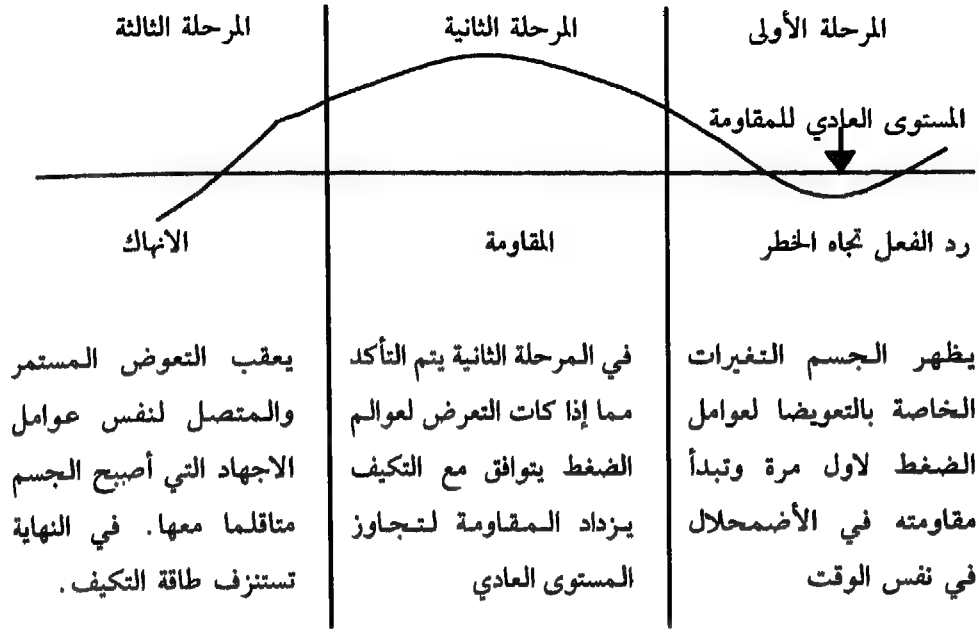 المرحلة الأولى
المستوى العادي للمقاومة
رد الفعل تجاه الخطر
يظهر الجسم التغيرات
الخاصة بالتعويضا لعوامل
الضغط لاول مرة وتبدأ
مقاومته في الأضمحلال
في نفس الوقت
المرحلة الثانية
المقاومة
في المرحلة الثانية يتم التأكد
مما إذا كات التعرض لعوالم
الضغط يتوافق مع التكيف
يزداد المقاومة لتجاوز
المستوى العادي
المرحلة الثالثة
الانهاك
يعقب التعوض المستمر
والمتصل لنفس عوامل
الاجهاد التي أصبح الجسم
متاقلما معها. في النهاية
تستنزف طاقة التكيف.